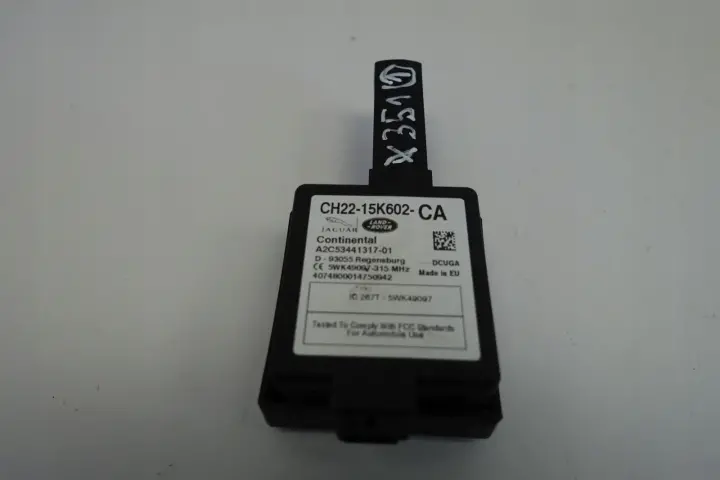 X351
CH22-15K602-CA
JAGUAR
LAND-ROVER
Continental
A2C53441317-01
D - 93055 Regensburg
DCUGA
CE 5WK49097-315 MHz
Made in EU
IC 267T - 5WK49097
Tested To Comply With FCC Standards
For Automobile Use